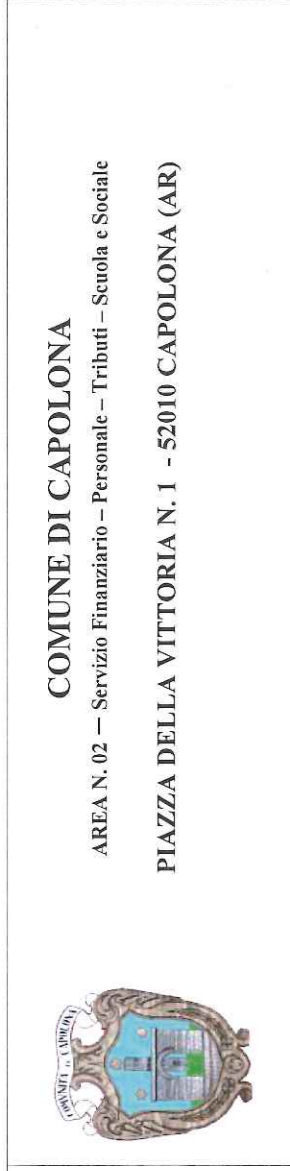 COMUNE DI CAPOLONA
AREA N. 02 — Servizio Finanziario – Personale – Tributi – Scuola e Sociale
PIAZZA DELLA VITTORIA N. 1 - 52010 CAPOLONA (AR)